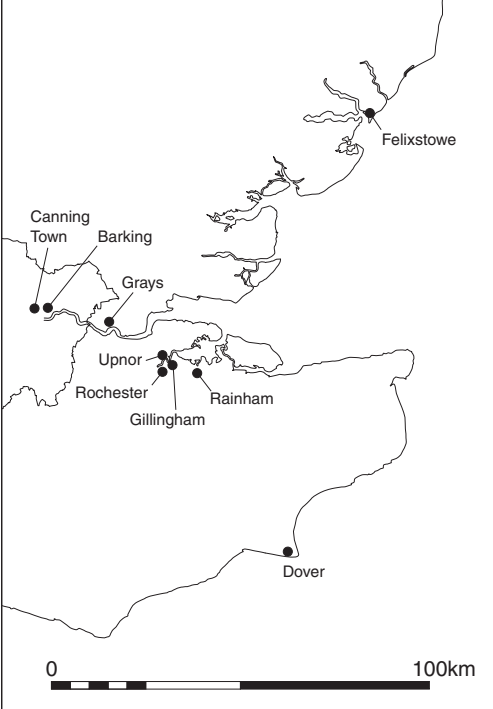 Felixstowe
Canning
Town
Barking
Grays
Upnor
Rochester
Rainham
Gillingham
Dover
0
100km